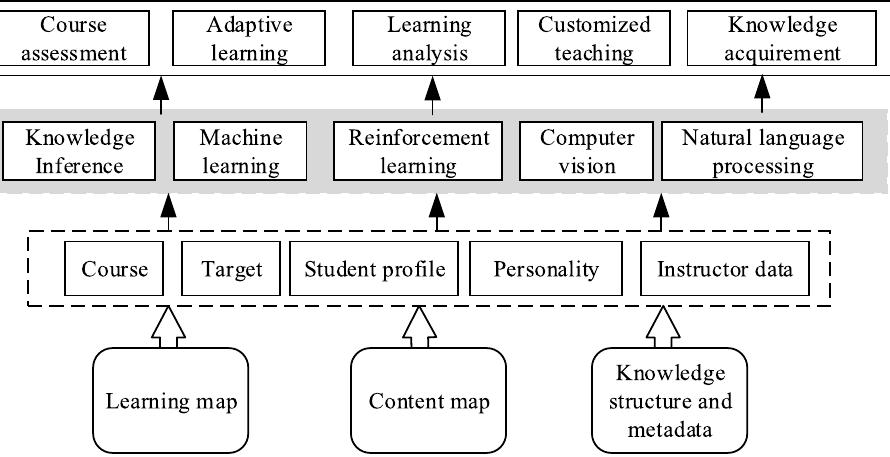 Course
assessment
Adaptive
learning
Learning
analysis
Customized
teaching
Knowledge
acquirement
Knowledge
Inference
Machine
learning
Reinforcement
learning
Computer
vision
Natural language
processing
Course
Target
Student profile
Personality
Instructor data
Learning map
Content map
Knowledge
structure and
metadata